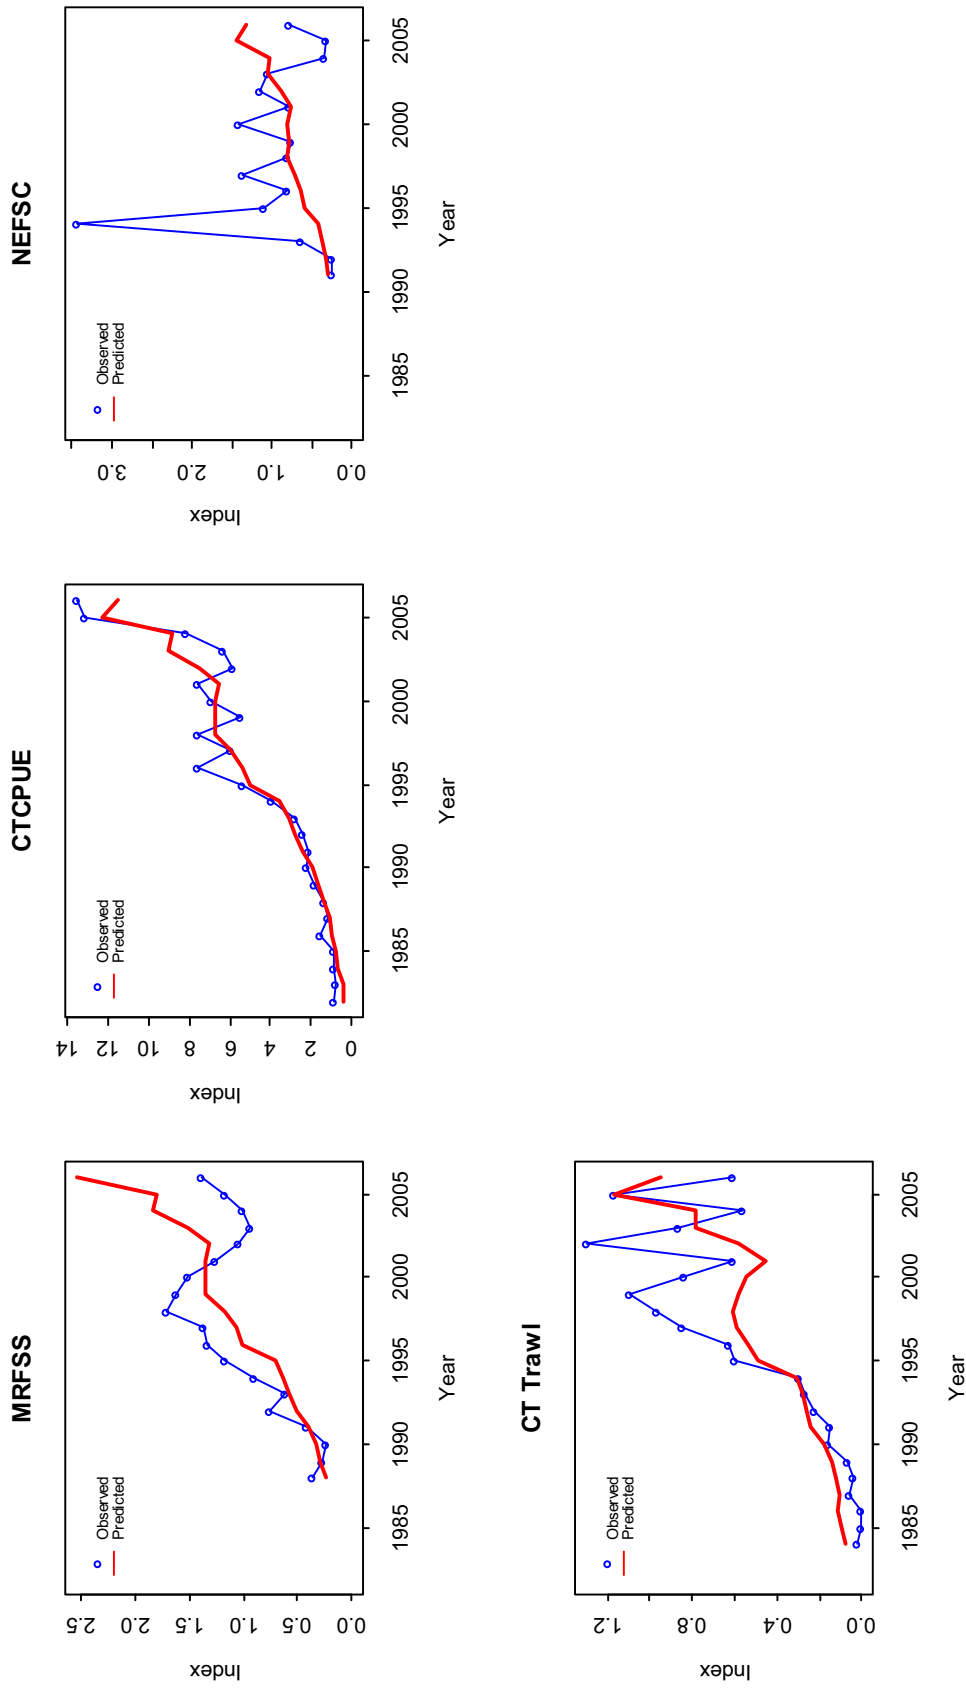 MRFSS
Observed
Predicted
Index
0.0 0.5 1.0 1.5 2.0 2.5
1985 1990 1995 2000 2005
Year
CTCPUE
Observed
Predicted
Index
0 2 4 6 8 10 12 14
1985 1990 1995 2000 2005
Year
NEFSC
Observed
Predicted
Index
0.0 1.0 2.0 3.0
1985 1990 1995 2000 2005
Year
CT Trawl
Observed
Predicted
Index
0.0 0.4 0.8 1.2
1985 1990 1995 2000 2005
Year